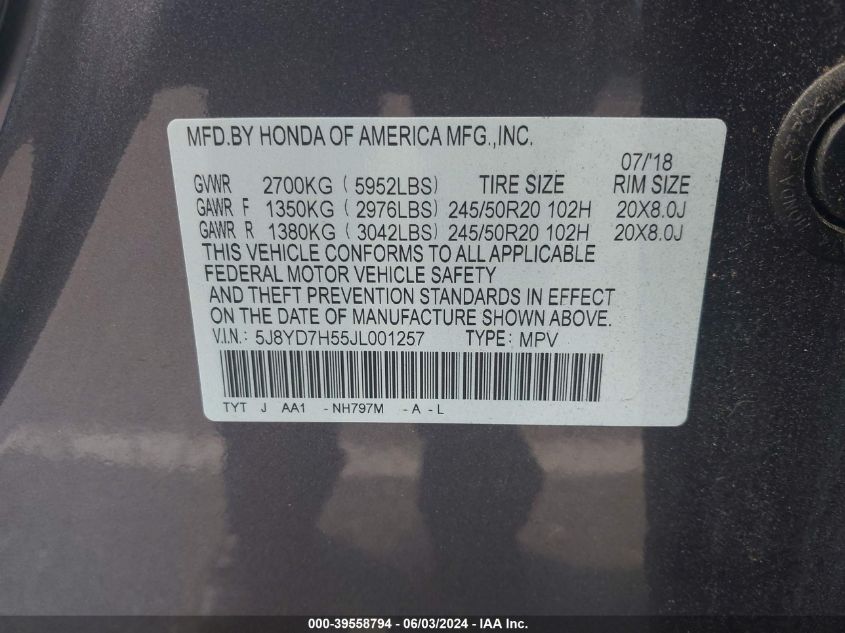 MFD.BY HONDA OF AMERICA MFG.,INC.
07/'18
GVWR 2700KG ( 5952LBS) TIRE SIZE RIM SIZE
GAWR F 1350KG ( 2976LBS) 245/50R20 102H 20X8.0J
GAWR R 1380KG ( 3042LBS) 245/50R20 102H 20X8.0J
THIS VEHICLE CONFORMS TO ALL APPLICABLE
FEDERAL MOTOR VEHICLE SAFETY
AND THEFT PREVENTION STANDARDS IN EFFECT
ON THE DATE OF MANUFACTURE SHOWN ABOVE.
V.I.N.: 5J8YD7H55JL001257 TYPE: MPV
TYT J AA1 - NH797M - A - L
000-39558794 - 06/03/2024 - IAA Inc.